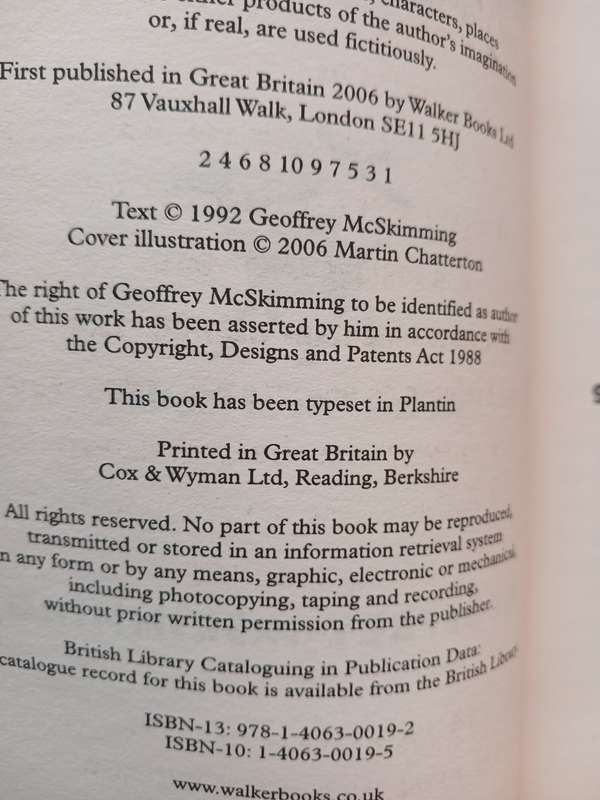 products of the author's imagination
or, if real, are used fictitiously.
First published in Great Britain 2006 by Walker Books Ltd
87 Vauxhall Walk, London SE11 5HJ
2 4 6 8 10 9 7 5 3 1
Text © 1992 Geoffrey McSkimming
Cover illustration © 2006 Martin Chatterton
The right of Geoffrey McSkimming to be identified as author
of this work has been asserted by him in accordance with
the Copyright, Designs and Patents Act 1988
This book has been typeset in Plantin
Printed in Great Britain by
Cox & Wyman Ltd, Reading, Berkshire
All rights reserved. No part of this book may be reproduced,
transmitted or stored in an information retrieval system
in any form or by any means, graphic, electronic or mechanical,
including photocopying, taping and recording,
without prior written permission from the publisher.
British Library Cataloguing in Publication Data:
catalogue record for this book is available from the British Library
ISBN-13: 978-1-4063-0019-2
ISBN-10: 1-4063-0019-5
www.walkerbooks.co.uk